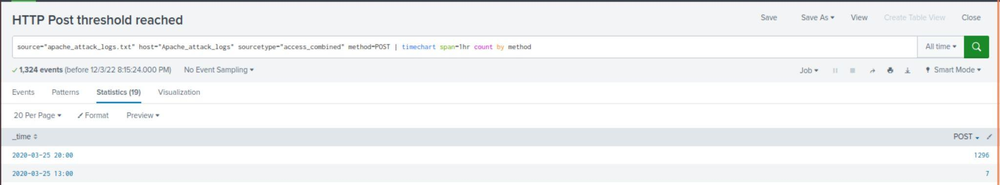 HTTP Post threshold reached
Save Save As View Create Table View Close
source="apache_attack_logs.txt" host="Apache_attack_logs" sourcetype="access_combined" method=POST | timechart span=1hr count by method
All time
1,324 events (before 12/3/22 8:15:24.000 PM) No Event Sampling
Job Smart Mode
Events Patterns Statistics (19) Visualization
20 Per Page Format Preview
_time POST
2020-03-25 20:00 1296
2020-03-25 13:00 7